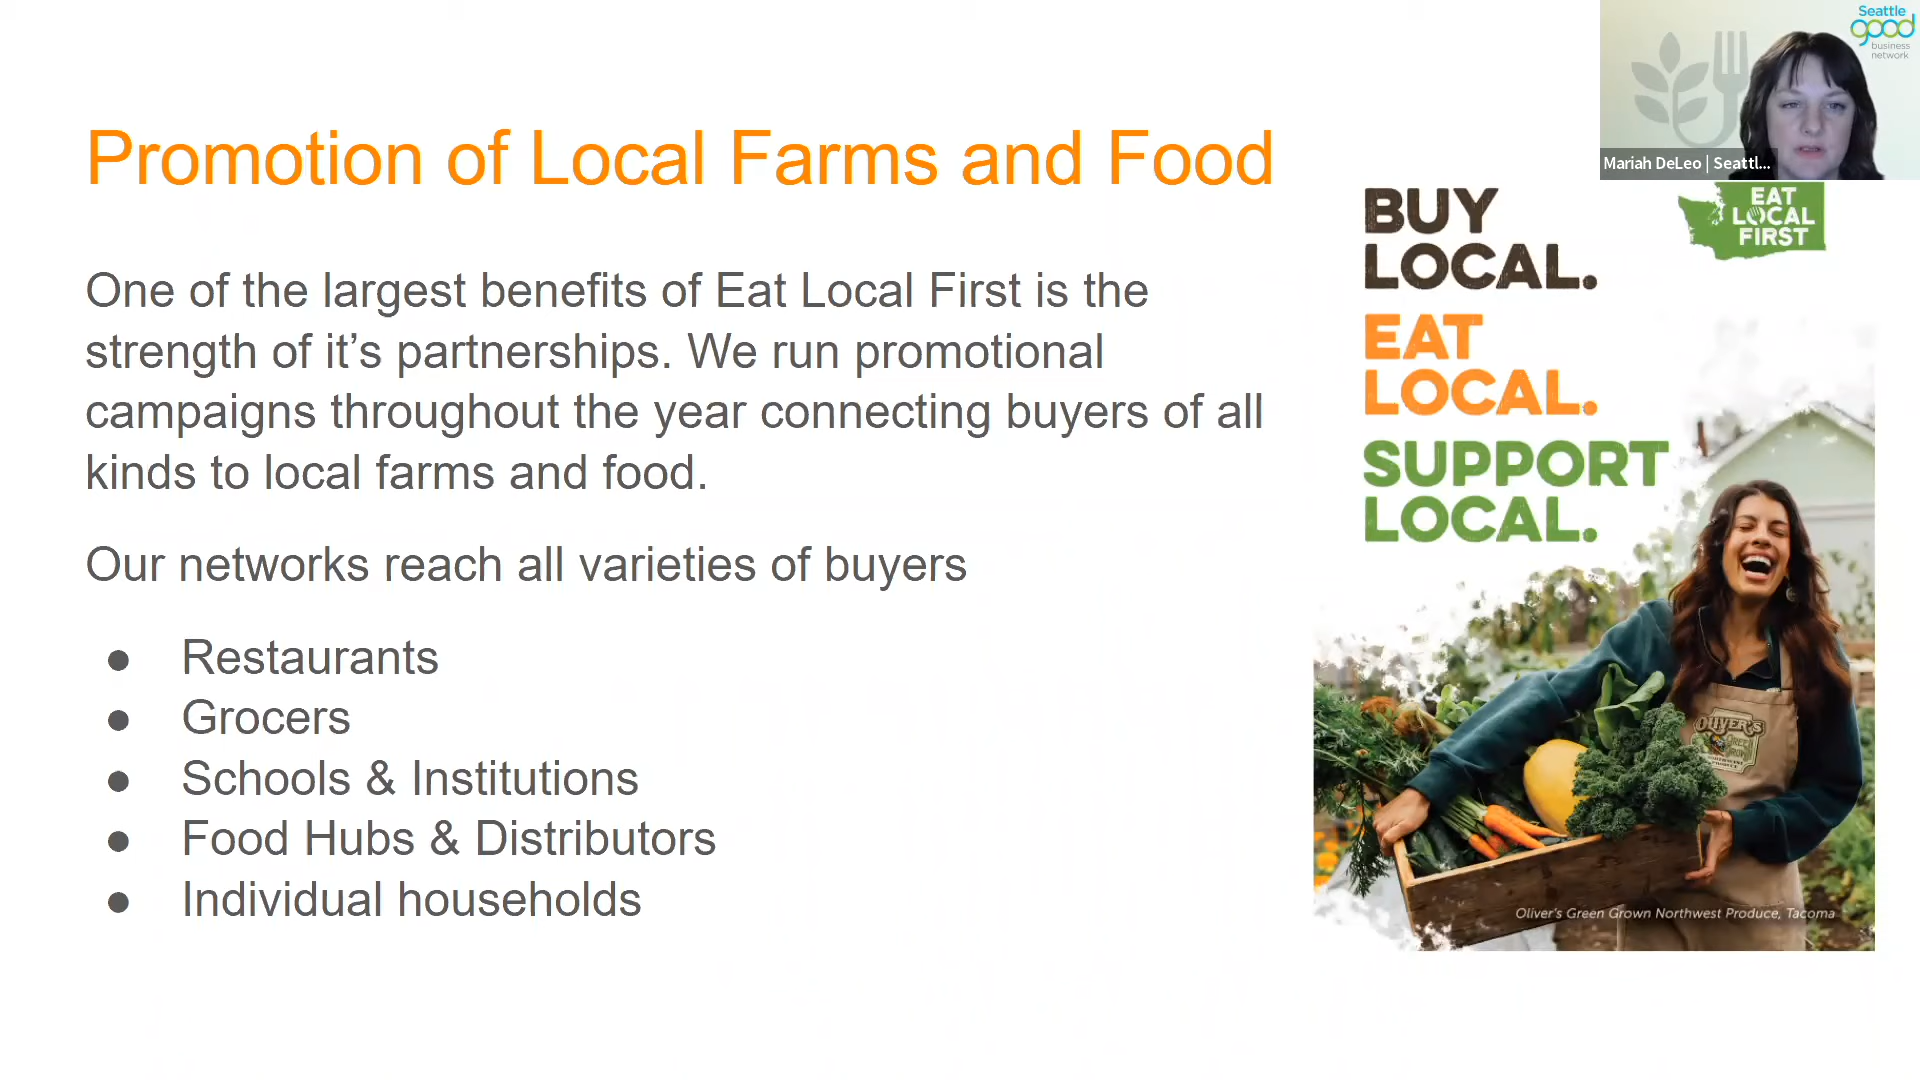 Promotion of Local Farms and Food
One of the largest benefits of Eat Local First is the
strength of it’s partnerships. We run promotional
campaigns throughout the year connecting buyers of all
kinds to local farms and food.
Our networks reach all varieties of buyers
● Restaurants
● Grocers
● Schools & Institutions
● Food Hubs & Distributors
● Individual households
Seattle
good
business
network
Mariah DeLeo | Seattl...
BUY
LOCAL.
EAT
LOCAL.
SUPPORT
LOCAL.
EAT
LOCAL
FIRST
OLIVER'S
Oliver's Green Grown Northwest Produce, Tacoma